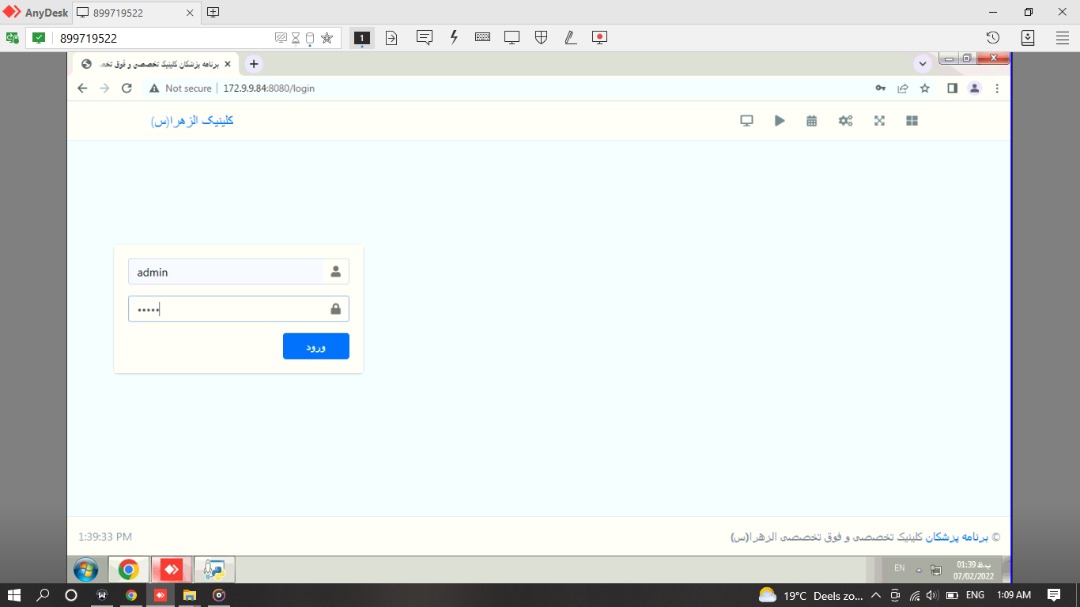 AnyDesk 899719522
899719522 1
برنامه پزشکان کلینیک تخصصی و فوق تخصـ
Not secure 172.9.9.84:8080/login
کلینیک الزهرا(س)
admin
•••••
ورود
1:39:33 PM
© برنامه پزشکان کلینیک تخصصی و فوق تخصصی الزهرا(س)
EN 01:39 ب.ظ
07/02/2022
19°C Deels zo... ENG 1:09 AM